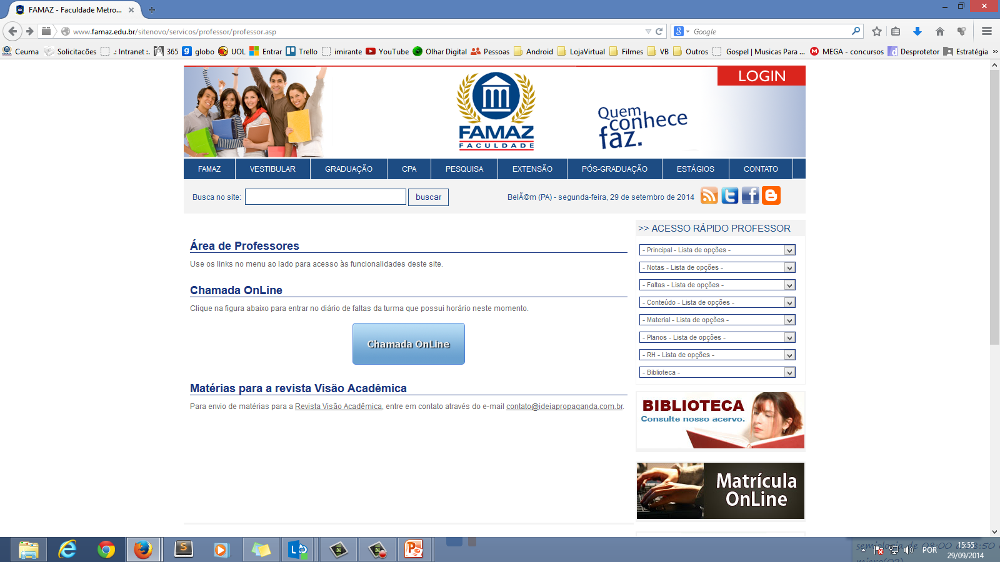 FAMAZ - Faculdade Metro...
www.famaz.edu.br/sitenovo/servicos/professor/professor.asp
Google
Ceuma Solicitacões .: Intranet :. 365 globo UOL Entrar Trello imirante YouTube Olhar Digital Pessoas Android LojaVirtual Filmes VB Outros Gospel | Musicas Para ... MEGA - concursos Desprotetor Estratégia »
LOGIN
FAMAZ
FACULDADE
Quem
conhece
faz.
FAMAZ VESTIBULAR GRADUAÇÃO CPA PESQUISA EXTENSÃO PÓS-GRADUAÇÃO ESTÁGIOS CONTATO
Busca no site: buscar BelÃ©m (PA) - segunda-feira, 29 de setembro de 2014
Área de Professores
Use os links no menu ao lado para acesso às funcionalidades deste site.
Chamada OnLine
Clique na figura abaixo para entrar no diário de faltas da turma que possui horário neste momento.
Chamada OnLine
Matérias para a revista Visão Acadêmica
Para envio de matérias para a Revista Visão Acadêmica, entre em contato através do e-mail contato@ideiapropaganda.com.br.
>> ACESSO RÁPIDO PROFESSOR
- Principal - Lista de opções -
- Notas - Lista de opções -
- Faltas - Lista de opções -
- Conteúdo - Lista de opções -
- Material - Lista de opções -
- Planos - Lista de opções -
- RH - Lista de opções -
- Biblioteca -
BIBLIOTECA
Consulte nosso acervo.
Matrícula
OnLine
POR
15:55
29/09/2014